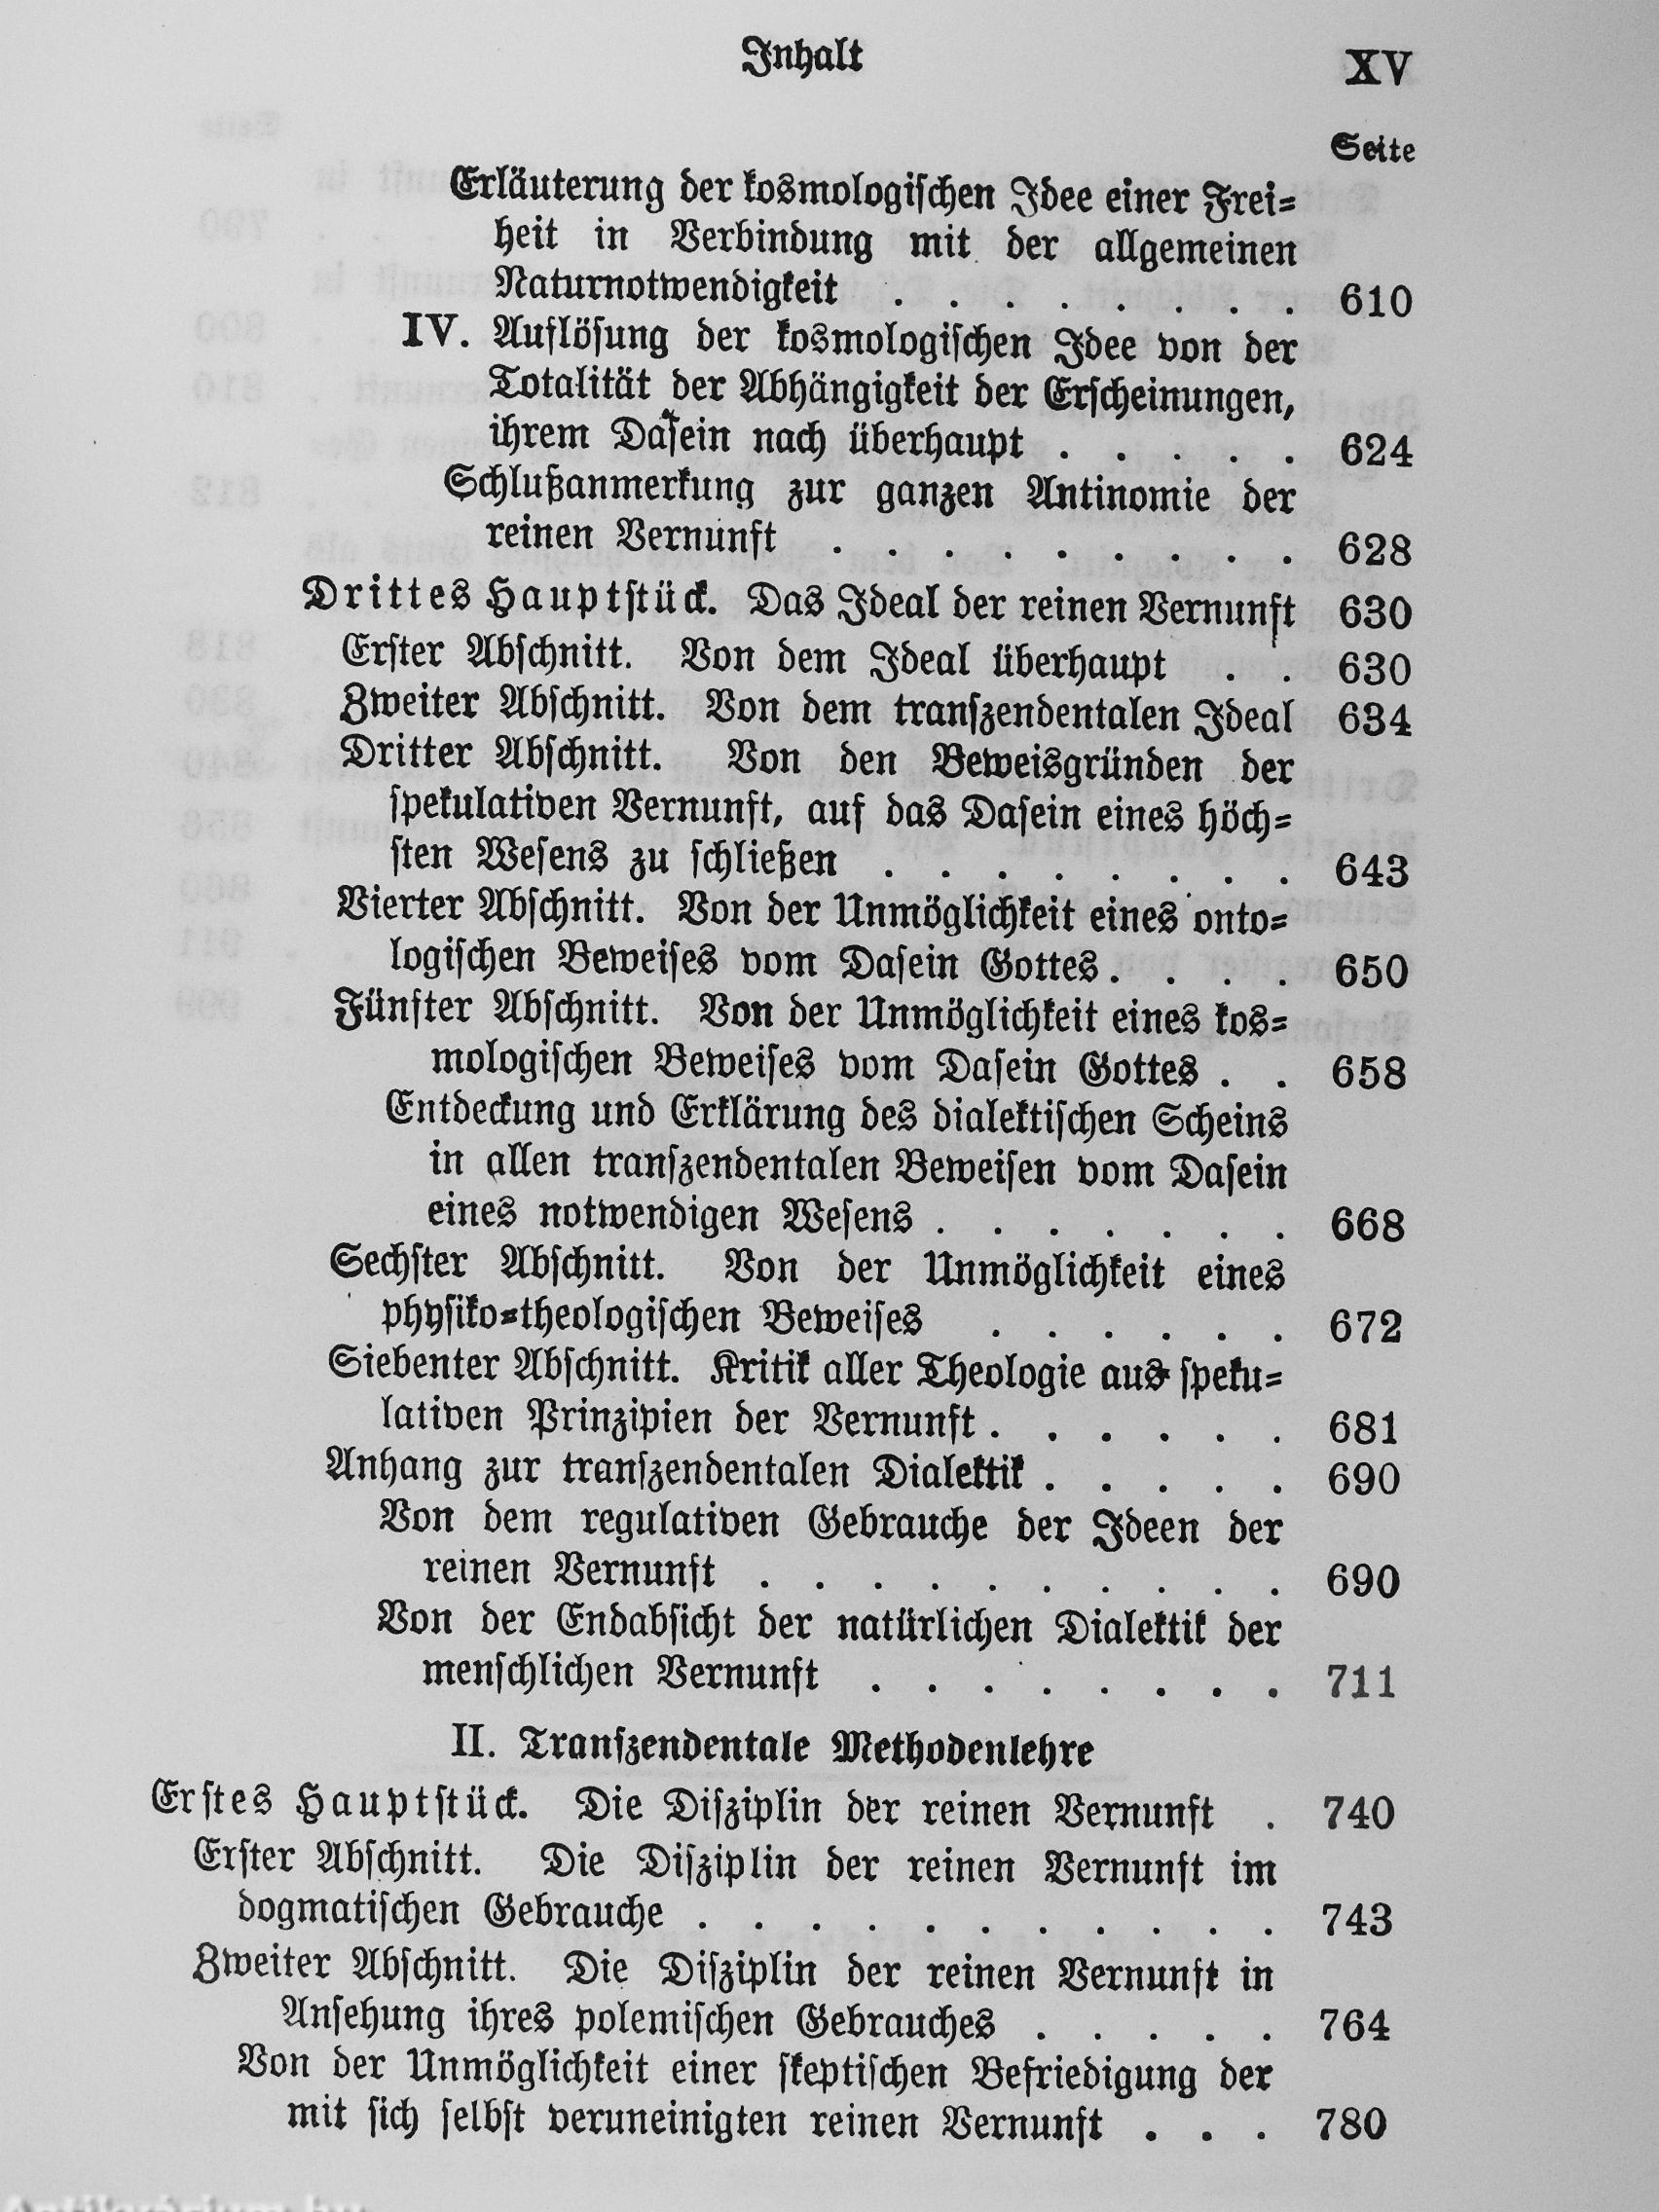 Inhalt XV
Seite
Erläuterung der kosmologischen Idee einer Frei=
heit in Verbindung mit der allgemeinen
Naturnotwendigkeit . . . . . . . . 610
IV. Auflösung der kosmologischen Idee von der
Totalität der Abhängigkeit der Erscheinungen,
ihrem Dasein nach überhaupt . . . . . 624
Schlußanmerkung zur ganzen Antinomie der
reinen Vernunft . . . . . . . . . 628
Drittes Hauptstück. Das Ideal der reinen Vernunft 630
Erster Abschnitt. Von dem Ideal überhaupt . . 630
Zweiter Abschnitt. Von dem transzendentalen Ideal 634
Dritter Abschnitt. Von den Beweisgründen der
spekulativen Vernunft, auf das Dasein eines höch=
sten Wesens zu schließen . . . . . . . . 643
Vierter Abschnitt. Von der Unmöglichkeit eines onto=
logischen Beweises vom Dasein Gottes . . . . 650
Fünfter Abschnitt. Von der Unmöglichkeit eines kos=
mologischen Beweises vom Dasein Gottes . . 658
Entdeckung und Erklärung des dialektischen Scheins
in allen transzendentalen Beweisen vom Dasein
eines notwendigen Wesens . . . . . . . 668
Sechster Abschnitt. Von der Unmöglichkeit eines
physiko=theologischen Beweises . . . . . . 672
Siebenter Abschnitt. Kritik aller Theologie aus speku=
lativen Prinzipien der Vernunft . . . . . . 681
Anhang zur transzendentalen Dialektik . . . . . 690
Von dem regulativen Gebrauche der Ideen der
reinen Vernunft . . . . . . . . . . 690
Von der Endabsicht der natürlichen Dialektik der
menschlichen Vernunft . . . . . . . . 711
II. Transzendentale Methodenlehre
Erstes Hauptstück. Die Disziplin der reinen Vernunft . 740
Erster Abschnitt. Die Disziplin der reinen Vernunft im
dogmatischen Gebrauche . . . . . . . . . . . 743
Zweiter Abschnitt. Die Disziplin der reinen Vernunft in
Ansehung ihres polemischen Gebrauches . . . . . 764
Von der Unmöglichkeit einer skeptischen Befriedigung der
mit sich selbst veruneinigten reinen Vernunft . . . 780